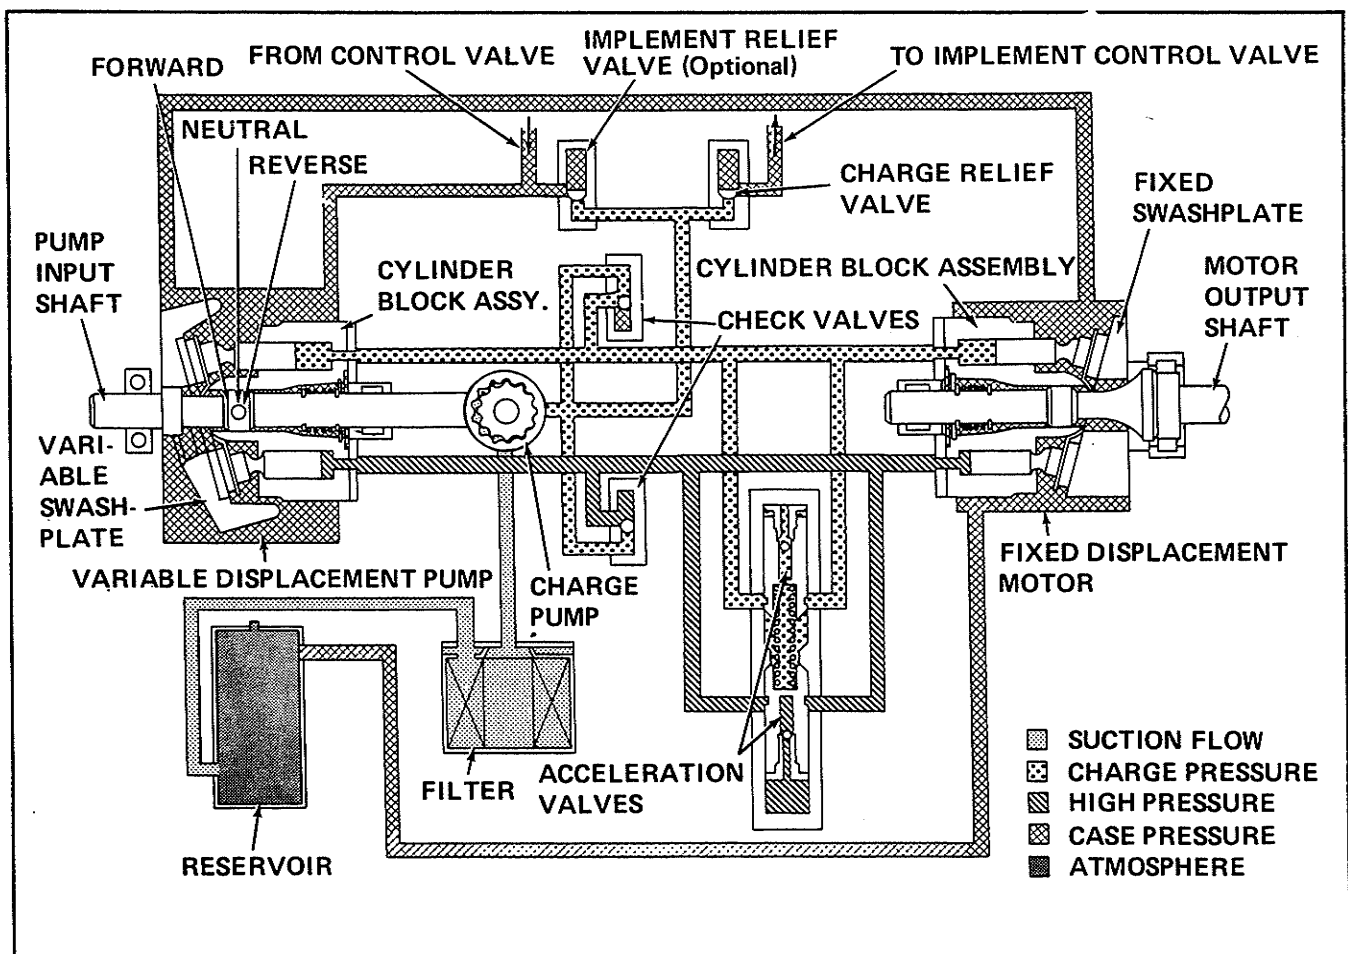 FORWARD
FROM CONTROL VALVE
IMPLEMENT RELIEF
VALVE (Optional)
TO IMPLEMENT CONTROL VALVE
NEUTRAL
REVERSE
CHARGE RELIEF
VALVE
FIXED
SWASHPLATE
PUMP
INPUT
SHAFT
CYLINDER
BLOCK ASSY.
CYLINDER BLOCK ASSEMBLY
MOTOR
OUTPUT
SHAFT
CHECK VALVES
VARI-
ABLE
SWASH-
PLATE
VARIABLE DISPLACEMENT PUMP
CHARGE
PUMP
FIXED DISPLACEMENT
MOTOR
FILTER
ACCELERATION
VALVES
RESERVOIR
SUCTION FLOW
CHARGE PRESSURE
HIGH PRESSURE
CASE PRESSURE
ATMOSPHERE